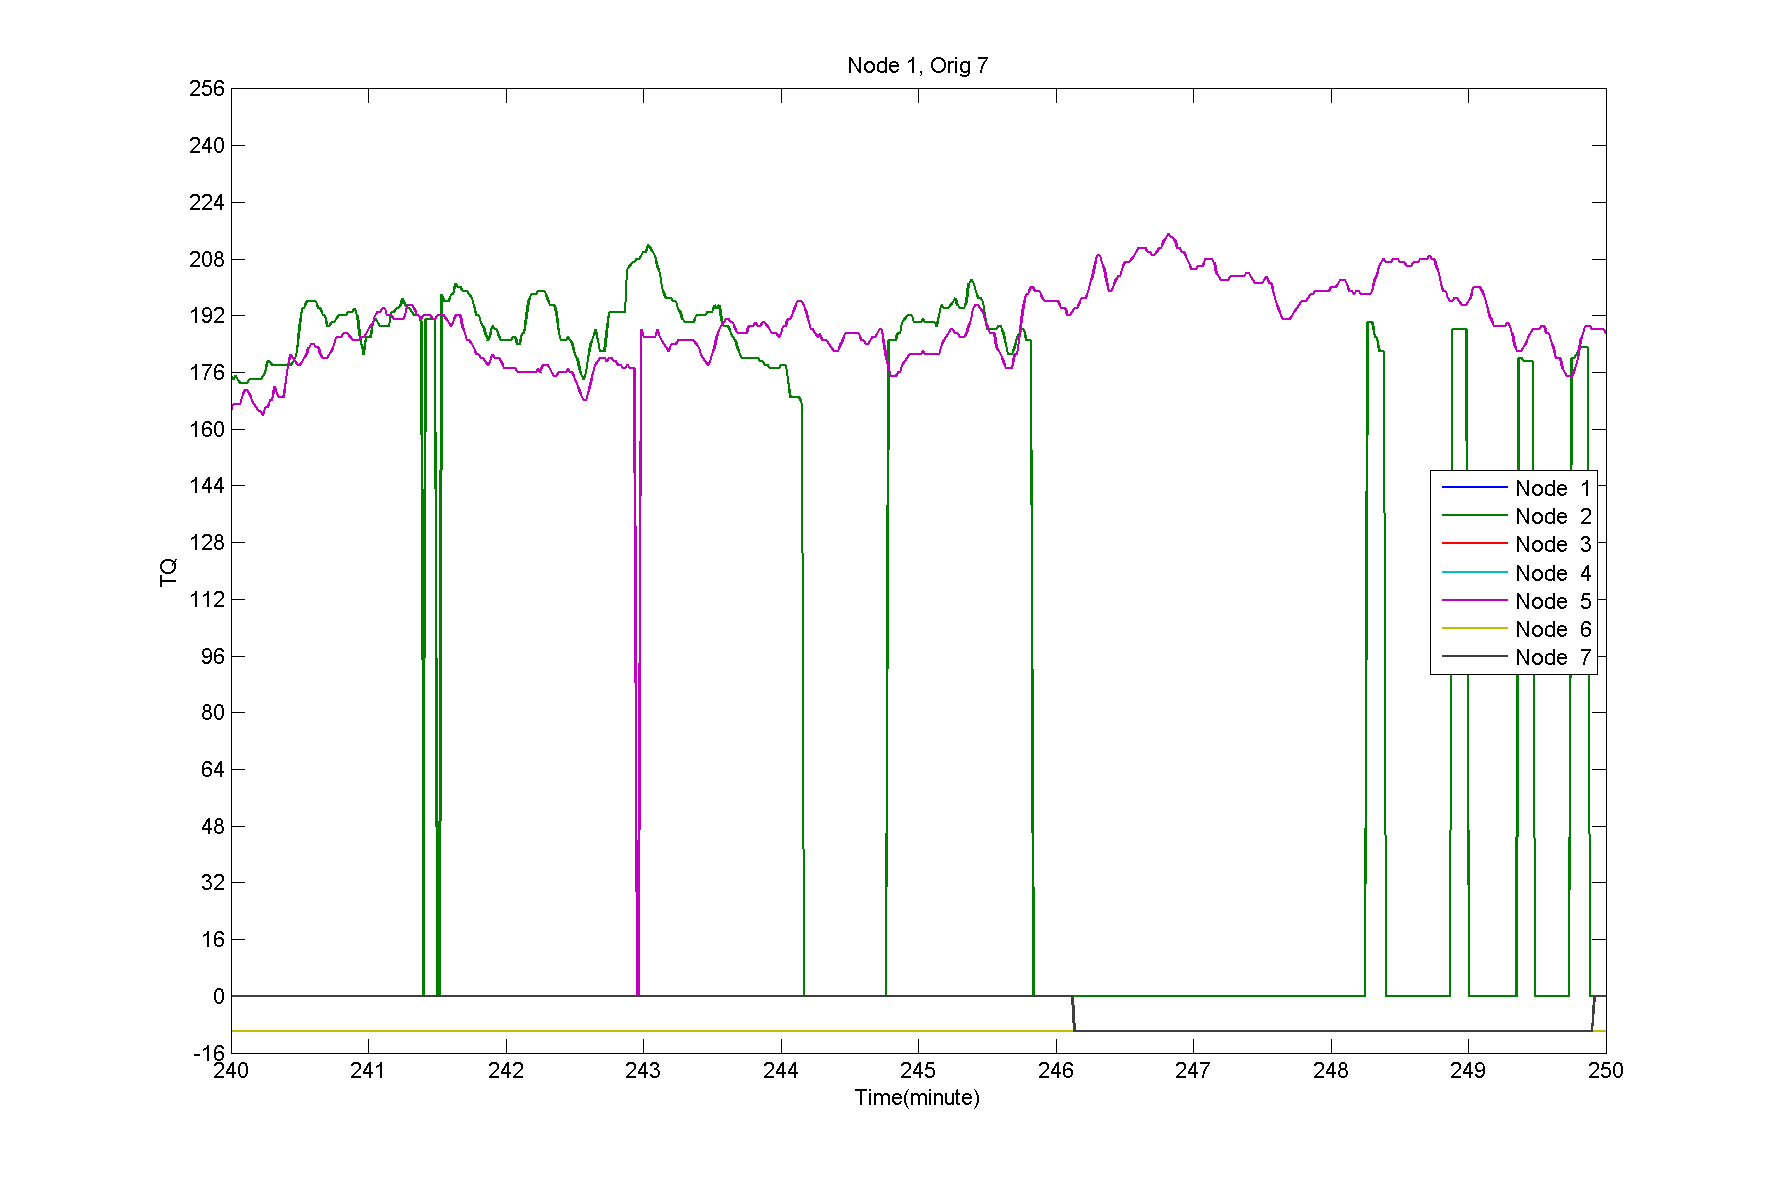 Node 1, Orig 7
256
240
224
208
192
176
160
144
128
112
96
80
64
48
32
16
0
-16
TQ
Node 1
Node 2
Node 3
Node 4
Node 5
Node 6
Node 7
240 241 242 243 244 245 246 247 248 249 250
Time(minute)